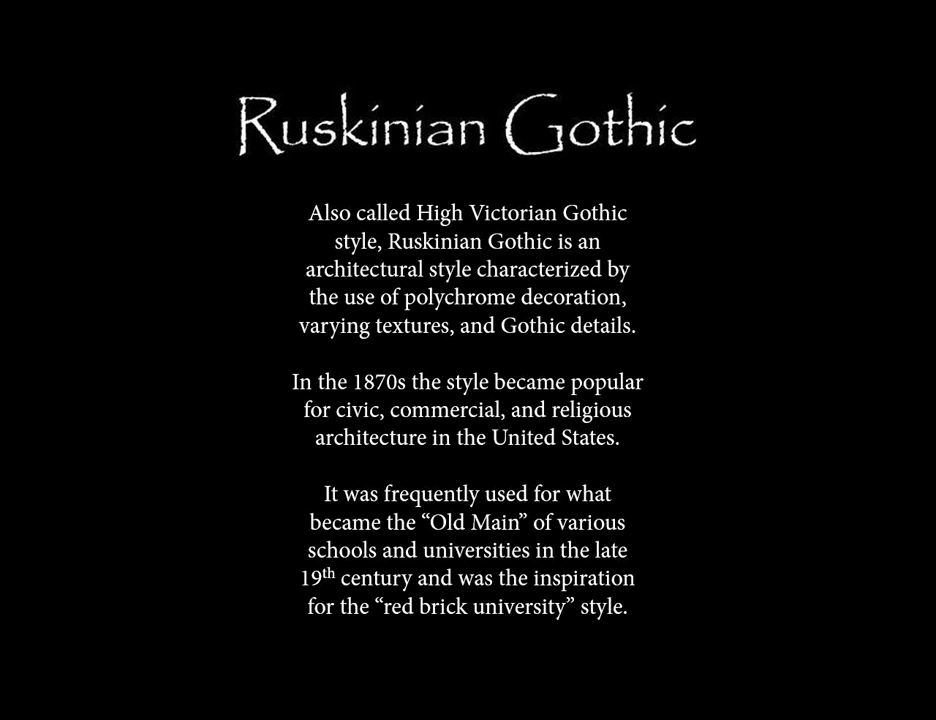 Ruskinian Gothic
Also called High Victorian Gothic
style, Ruskinian Gothic is an
architectural style characterized by
the use of polychrome decoration,
varying textures, and Gothic details.
In the 1870s the style became popular
for civic, commercial, and religious
architecture in the United States.
It was frequently used for what
became the “Old Main” of various
schools and universities in the late
19th century and was the inspiration
for the “red brick university” style.